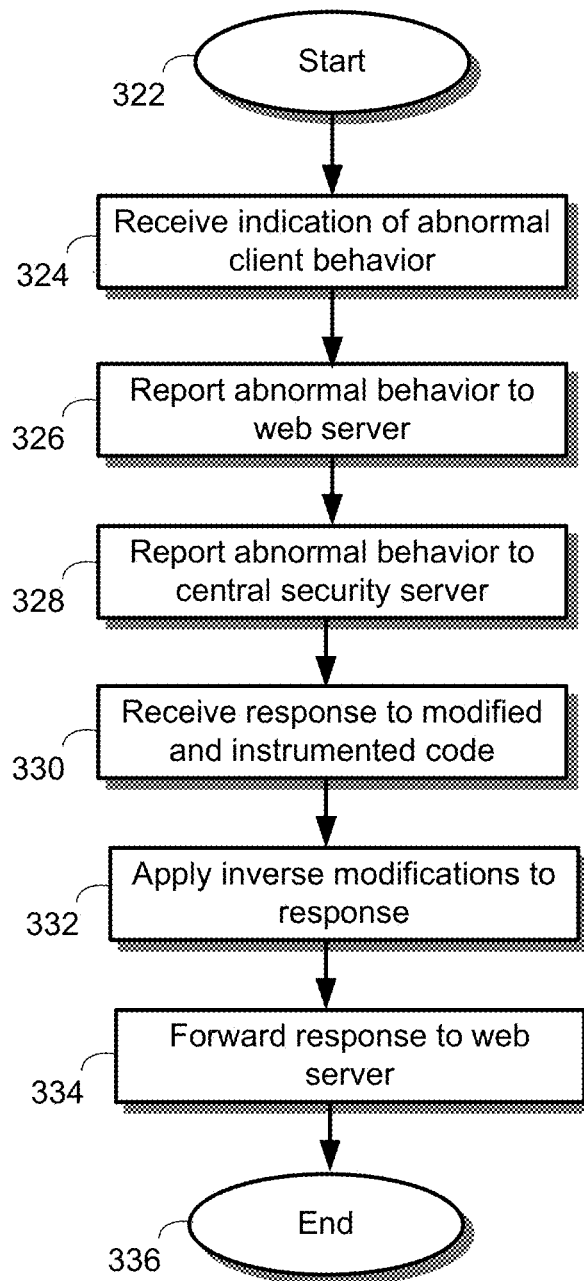 Start
322
Receive indication of abnormal
client behavior
324
Report abnormal behavior to
web server
326
Report abnormal behavior to
central security server
328
Receive response to modified
and instrumented code
330
Apply inverse modifications to
response
332
Forward response to web
server
334
End
336